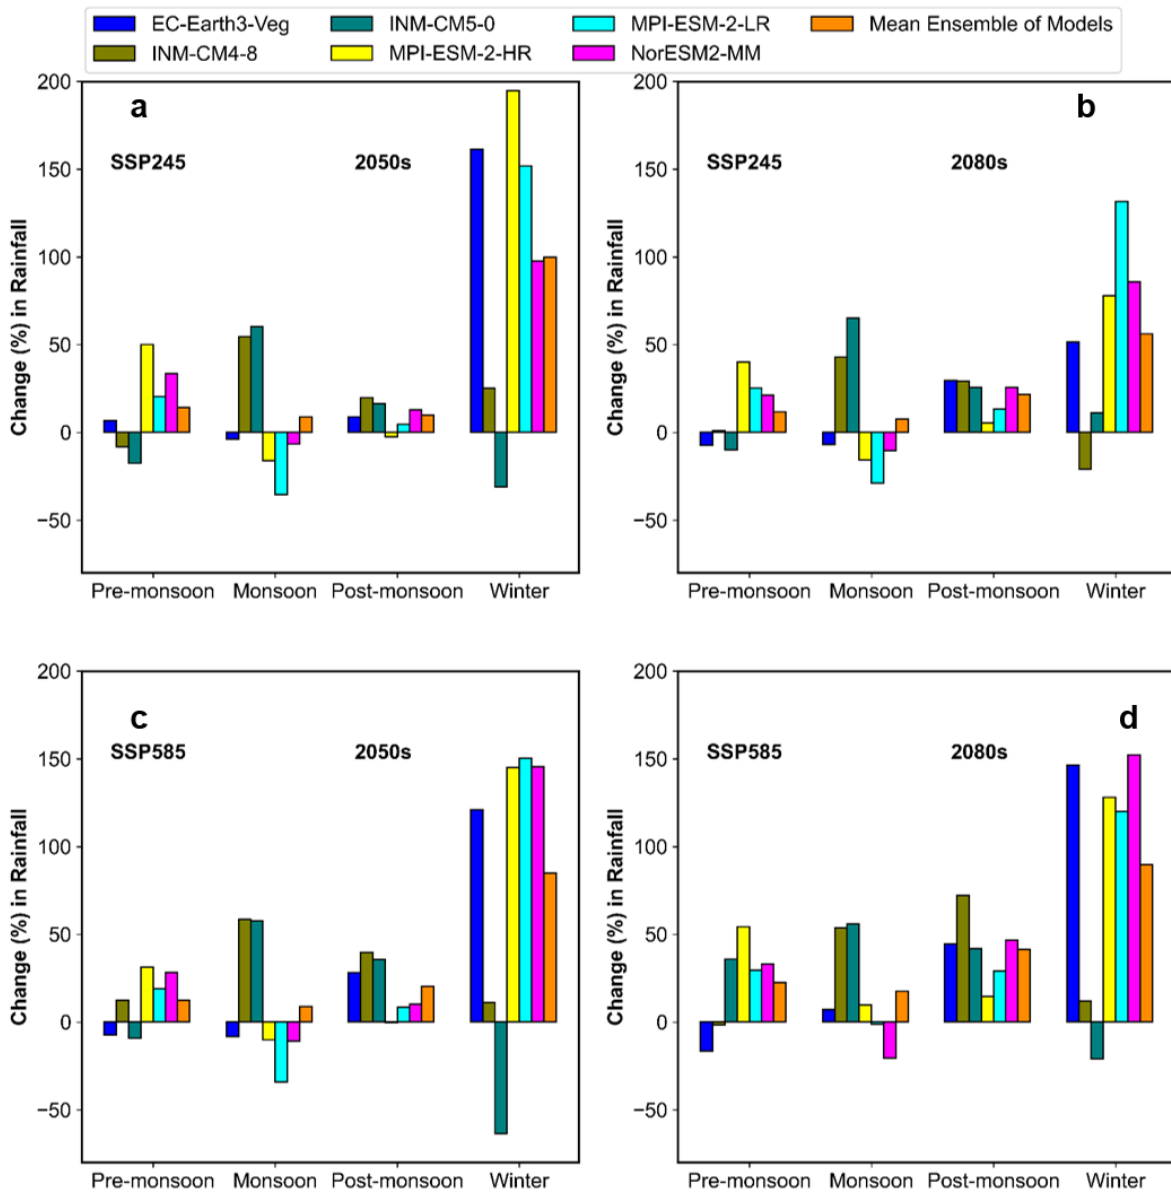 EC-Earth3-Veg INM-CM5-0 MPI-ESM-2-LR Mean Ensemble of Models
INM-CM4-8 MPI-ESM-2-HR NorESM2-MM
a
SSP245 2050s
Change (%) in Rainfall
200
150
100
50
0
−50
Pre-monsoon Monsoon Post-monsoon Winter
b
SSP245 2080s
Change (%) in Rainfall
200
150
100
50
0
−50
Pre-monsoon Monsoon Post-monsoon Winter
c
SSP585 2050s
Change (%) in Rainfall
200
150
100
50
0
−50
Pre-monsoon Monsoon Post-monsoon Winter
d
SSP585 2080s
Change (%) in Rainfall
200
150
100
50
0
−50
Pre-monsoon Monsoon Post-monsoon Winter